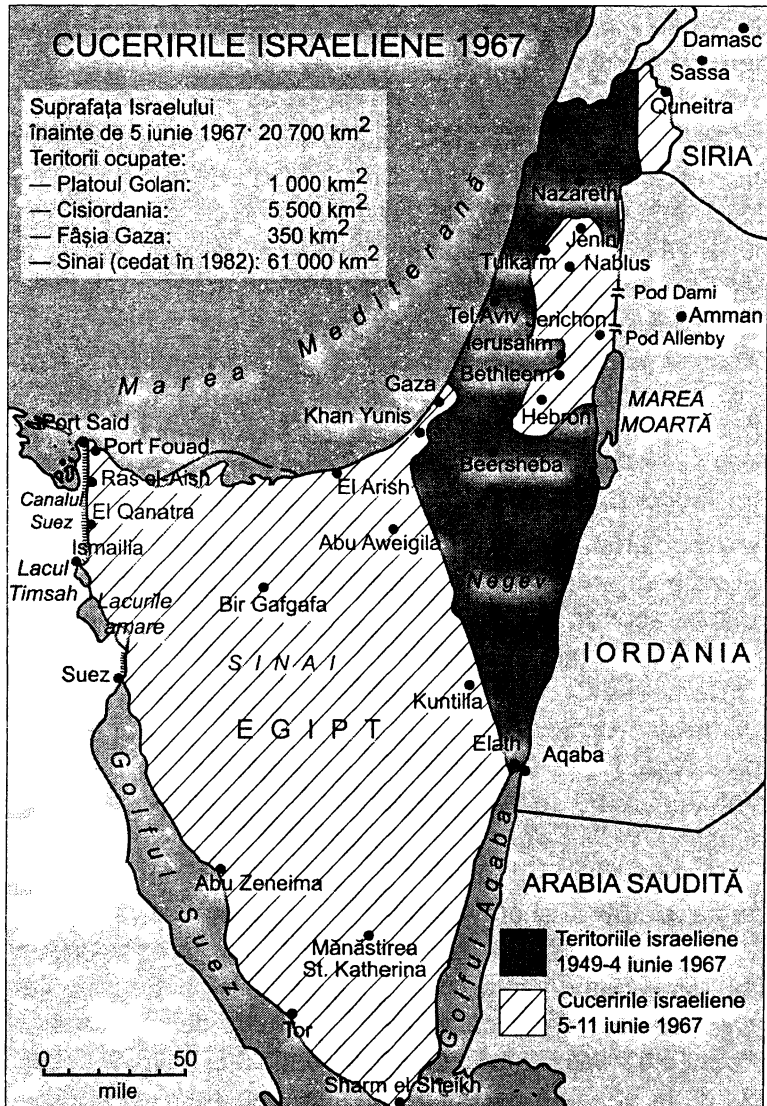 CUCERIRILE ISRAELIENE 1967
Suprafața Israelului
înainte de 5 iunie 1967: 20 700 km²
Teritorii ocupate:
— Platoul Golan: 1 000 km²
— Cisiordania: 5 500 km²
— Fâșia Gaza: 350 km²
— Sinai (cedat în 1982): 61 000 km²
Damasc
Sassa
Quneitra
SIRIA
Nazareth
Jenin
Tulkarm
Nablus
Pod Dami
Tel Aviv
Jerichon
Amman
Ierusalim
Pod Allenby
Marea Mediterană
Bethleem
Gaza
Hebron
MAREA
MOARTĂ
Khan Yunis
Port Said
Port Fouad
Beersheba
Ras el-Aish
El Arish
Canalul
Suez
El Qanatra
Abu Aweigila
Ismailia
Lacul
Timsah
Bir Gafgafa
Negev
Lacurile
amare
SINAI
IORDANIA
Suez
Kuntilla
EGIPT
Elath
Aqaba
Golful Suez
Abu Zeneima
ARABIA SAUDITĂ
Golful Aqaba
Mănăstirea
St. Katherina
Teritoriile israeliene
1949-4 iunie 1967
Cuceririle israeliene
5-11 iunie 1967
Tor
0 50
mile
Sharm el Sheikh